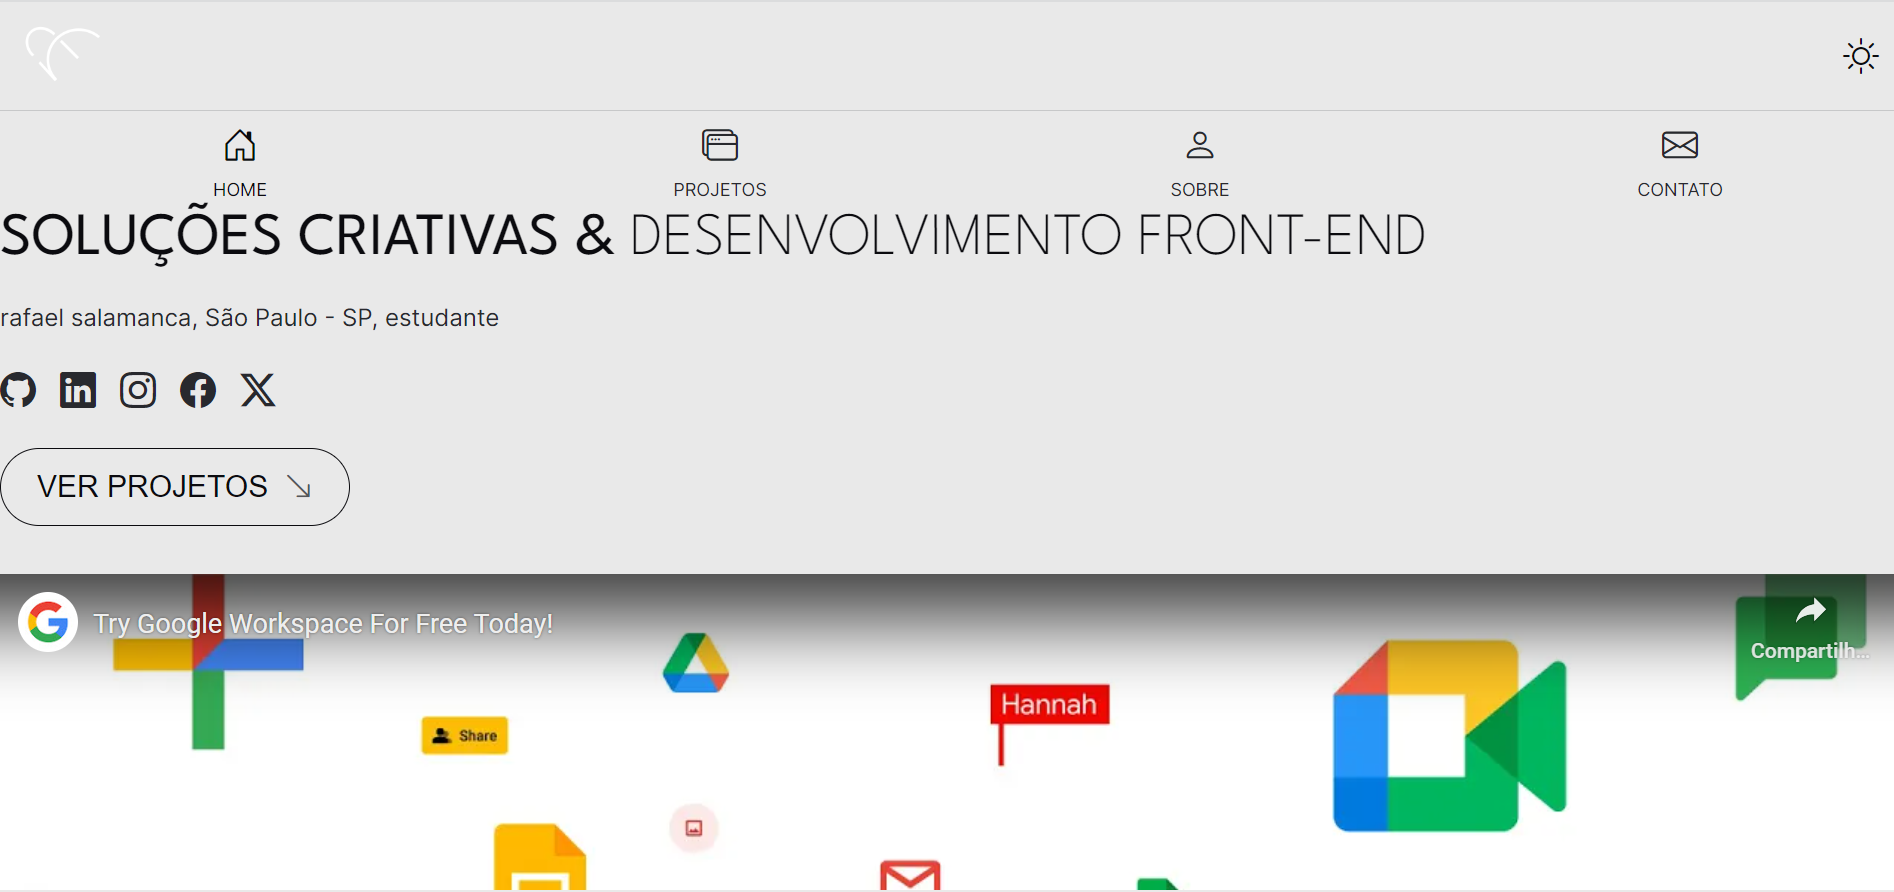 HOME
PROJETOS
SOBRE
CONTATO
SOLUÇÕES CRIATIVAS & DESENVOLVIMENTO FRONT-END
rafael salamanca, São Paulo - SP, estudante
VER PROJETOS
Try Google Workspace For Free Today!
Compartilh...
Hannah
Share